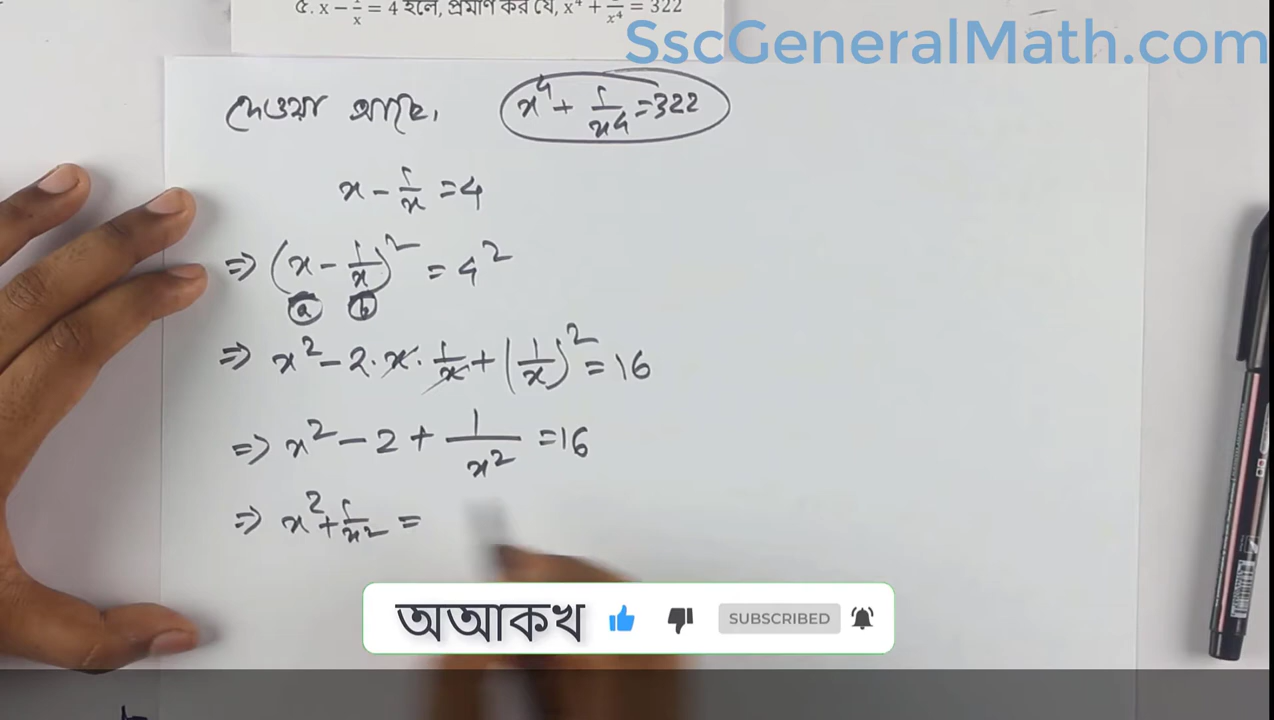 ৫. x − 1/x = 4 হলে, প্রমাণ কর যে, x⁴ + 1/x⁴ = 322
SscGeneralMath.com
দেওয়া আছে, x⁴ + 1/x⁴ = 322
x − 1/x = 4
⇒ (x − 1/x)² = 4²
a b
⇒ x² − 2 · x · 1/x + (1/x)² = 16
⇒ x² − 2 + 1/x² = 16
⇒ x² + 1/x² =
অআকখ SUBSCRIBED